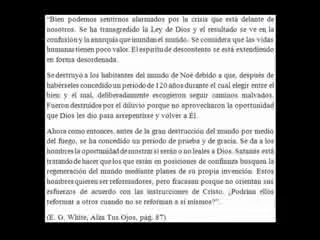 “Bien podemos sentirnos alarmados por la crisis que está delante de
nosotros. Se ha transgredido la Ley de Dios y el resultado se ve en la
confusión y la anarquía que inundan el mundo. Se considera que las vidas
humanas tienen poco valor. El espíritu de descontento se está extendiendo
en forma desordenada.
Se destruyó a los habitantes del mundo de Noé debido a que, después de
habérseles concedido un período de 120 años durante el cual elegir entre el
bien y el mal, deliberadamente escogieron seguir caminos malvados.
Fueron destruidos por el diluvio porque no aprovecharon la oportunidad
que Dios les dio para arrepentirse y volver a Él.
Ahora como entonces, antes de la gran destrucción del mundo por medio
del fuego, se ha concedido un período de prueba y de gracia. Se da a los
hombres la oportunidad de mostrar si serán o no leales a Dios. Satanás está
tratando de hacer que los que están en posiciones de confianza busquen la
regeneración del mundo mediante planes de su propia invención. Estos
hombres quieren ser reformadores, pero fracasan porque no orientan sus
esfuerzos de acuerdo con las instrucciones de Cristo. ¿Podrían ellos
reformar a otros cuando no se reforman a sí mismos?”.
(E. G. White, Alza Tus Ojos, pág. 87)